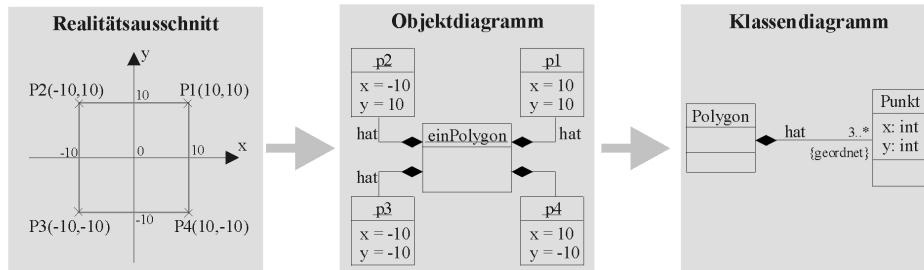 Realitätsausschnitt
y
P2(-10,10)
10
P1(10,10)
-10
0
10
x
-10
P3(-10,-10)
P4(10,-10)
Objektdiagramm
p2
x = -10
y = 10
p1
x = 10
y = 10
hat
einPolygon
hat
hat
p3
x = -10
y = -10
p4
x = 10
y = -10
Klassendiagramm
Polygon
hat
3..*
{geordnet}
Punkt
x: int
y: int